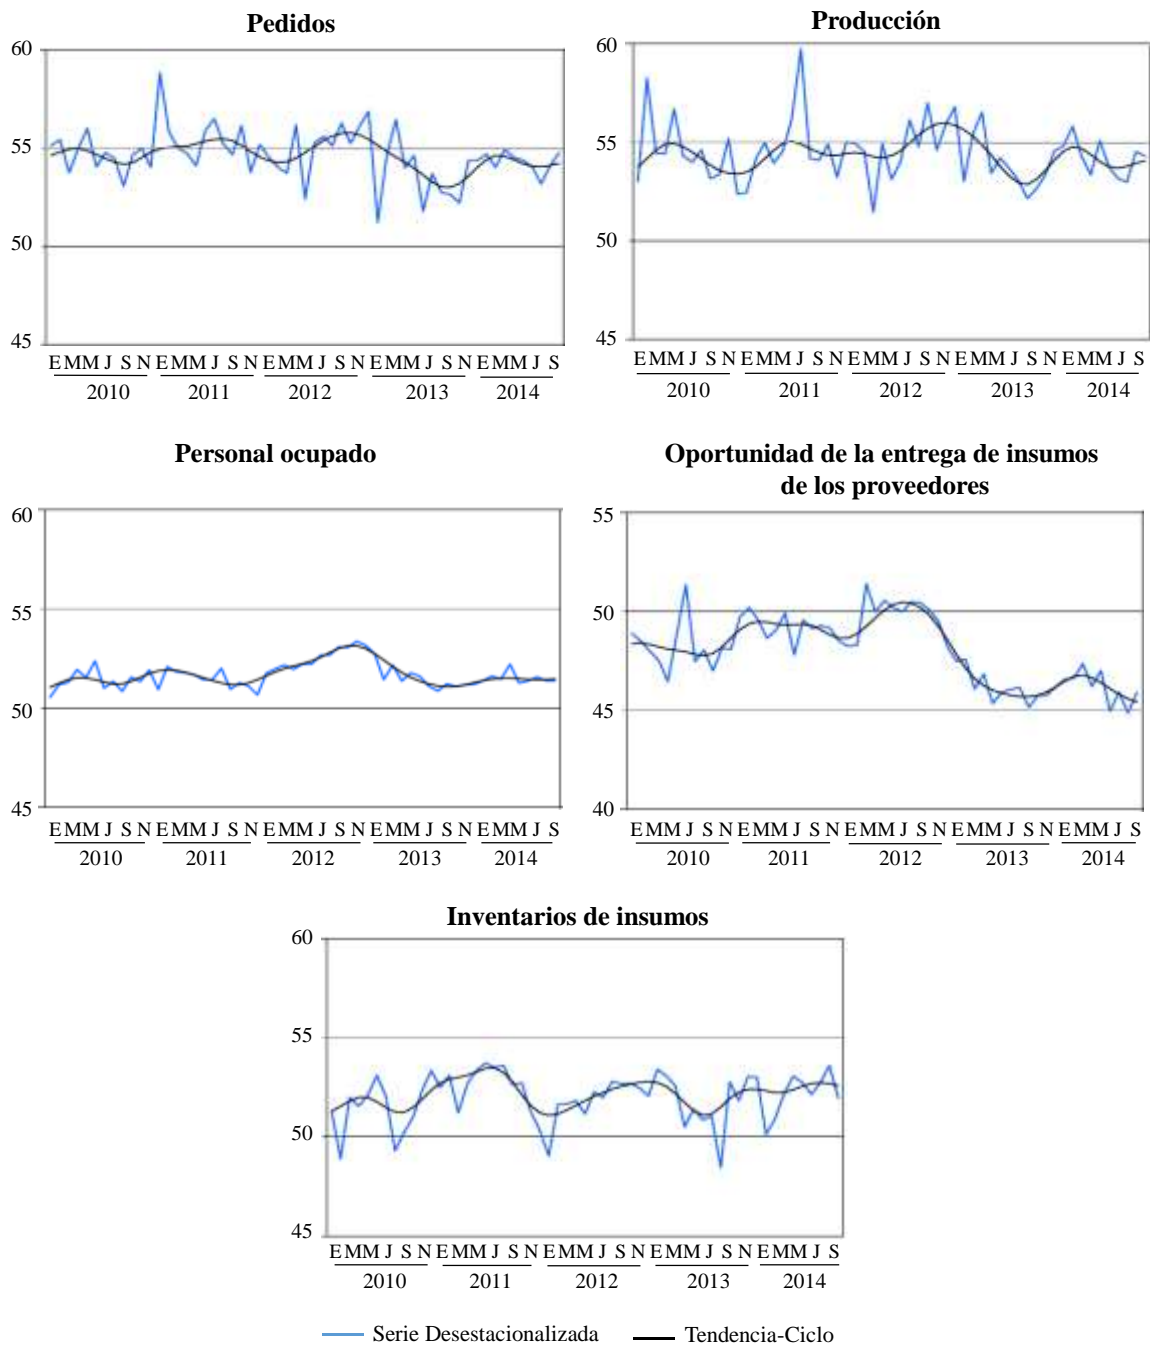 Pedidos
60
55
50
45
E M M J S N E M M J S N E M M J S N E M M J S N E M M J S
2010 2011 2012 2013 2014
Producción
60
55
50
45
E M M J S N E M M J S N E M M J S N E M M J S N E M M J S
2010 2011 2012 2013 2014
Personal ocupado
60
55
50
45
E M M J S N E M M J S N E M M J S N E M M J S N E M M J S
2010 2011 2012 2013 2014
Oportunidad de la entrega de insumos
de los proveedores
55
50
45
40
E M M J S N E M M J S N E M M J S N E M M J S N E M M J S
2010 2011 2012 2013 2014
Inventarios de insumos
60
55
50
45
E M M J S N E M M J S N E M M J S N E M M J S N E M M J S
2010 2011 2012 2013 2014
Serie Desestacionalizada Tendencia-Ciclo